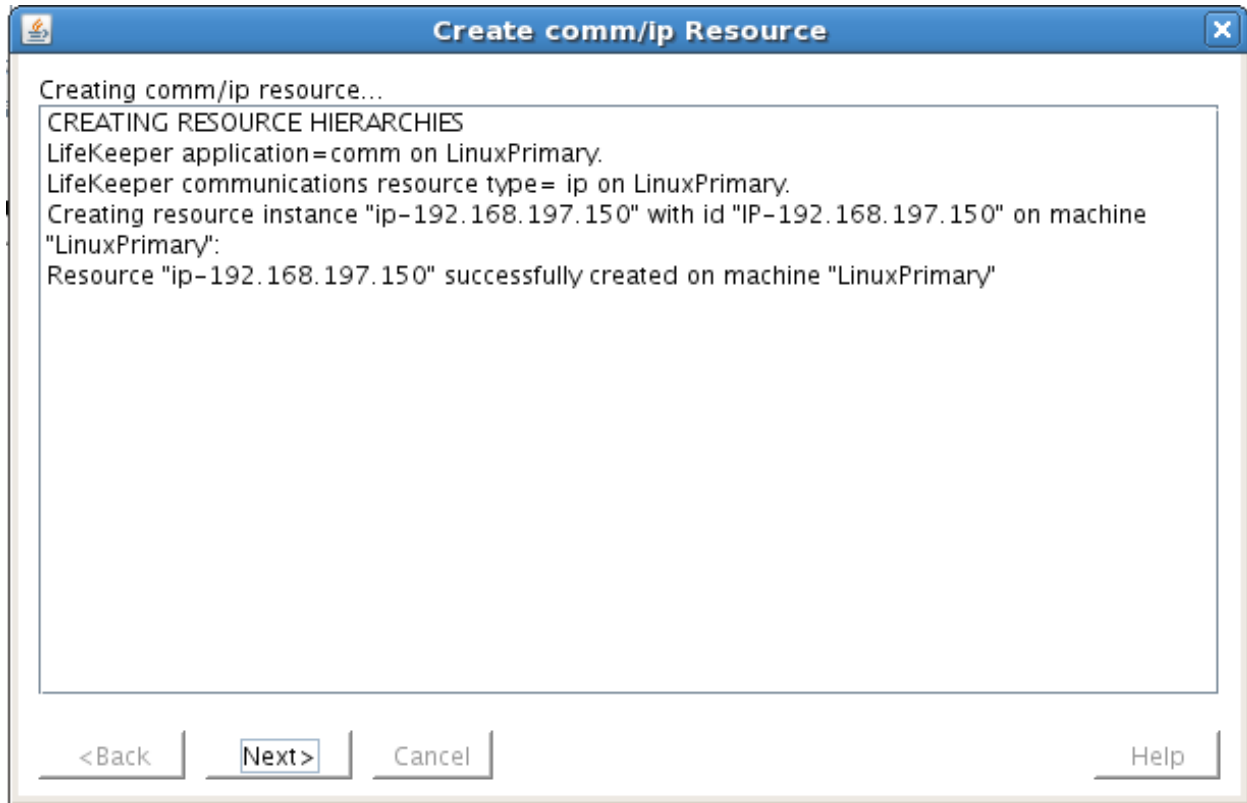 Create comm/ip Resource
Creating comm/ip resource...
CREATING RESOURCE HIERARCHIES
LifeKeeper application=comm on LinuxPrimary.
LifeKeeper communications resource type= ip on LinuxPrimary.
Creating resource instance "ip-192.168.197.150" with id "IP-192.168.197.150" on machine
"LinuxPrimary":
Resource "ip-192.168.197.150" successfully created on machine "LinuxPrimary"
<Back Next> Cancel Help